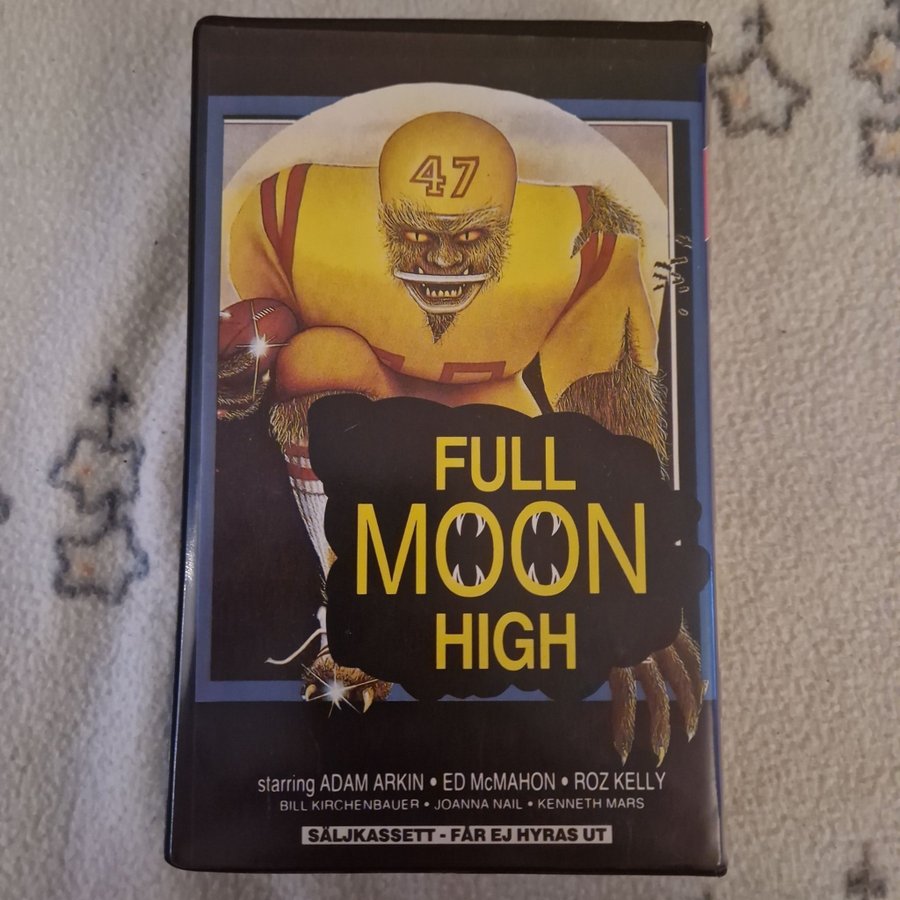 47
FULL
MOON
HIGH
starring ADAM ARKIN • ED McMAHON • ROZ KELLY
BILL KIRCHENBAUER • JOANNA NAIL • KENNETH MARS
SÄLJKASSETT - FÅR EJ HYRAS UT